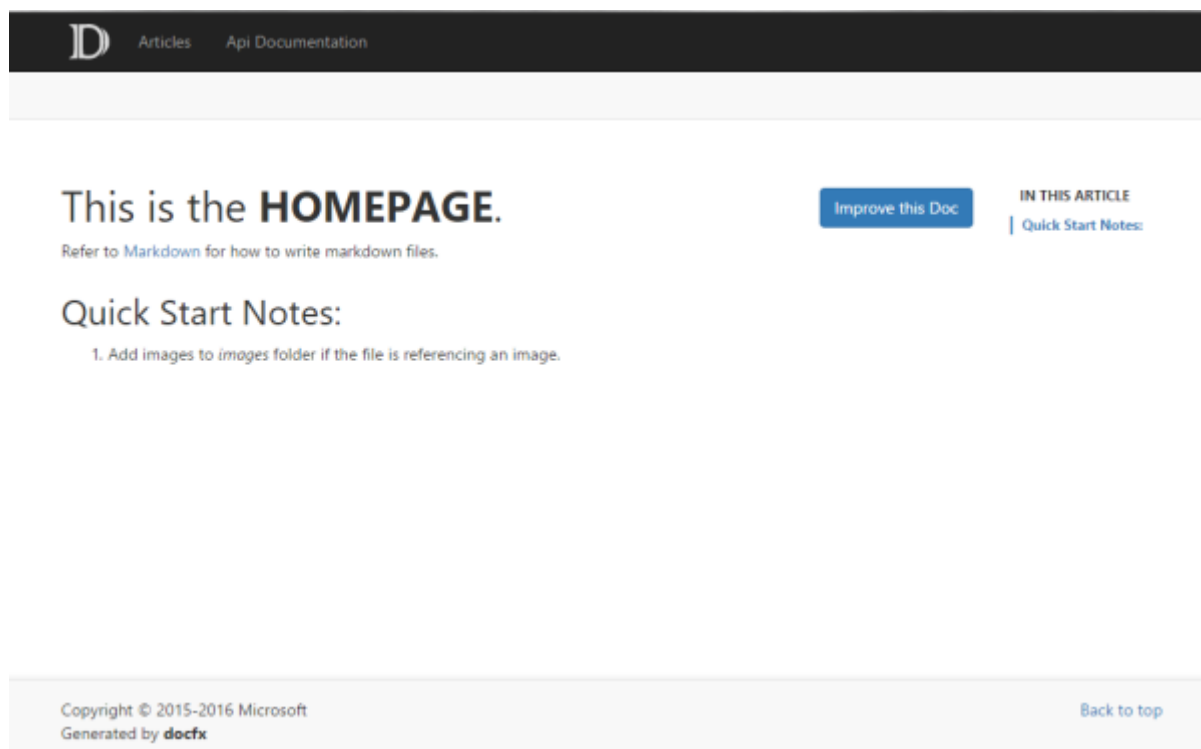 D Articles Api Documentation
This is the HOMEPAGE.
Refer to Markdown for how to write markdown files.
Quick Start Notes:
1. Add images to images folder if the file is referencing an image.
Improve this Doc
IN THIS ARTICLE
Quick Start Notes:
Copyright © 2015-2016 Microsoft
Generated by docfx
Back to top